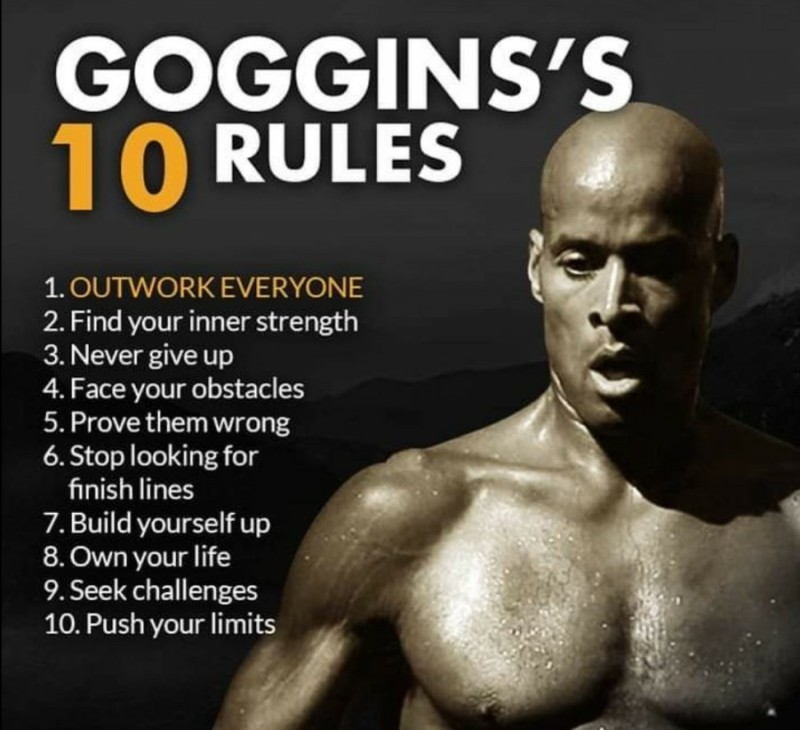 GOGGINS'S
10 RULES
1. OUTWORK EVERYONE
2. Find your inner strength
3. Never give up
4. Face your obstacles
5. Prove them wrong
6. Stop looking for
finish lines
7. Build yourself up
8. Own your life
9. Seek challenges
10. Push your limits